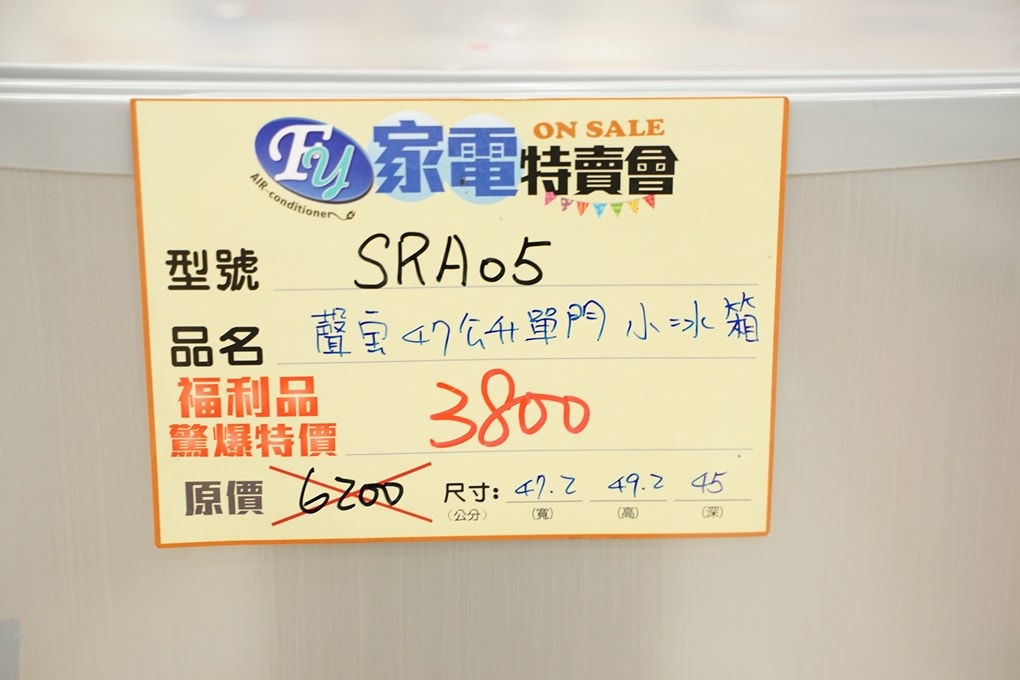 Fy 家電 ON SALE
AIR-conditioner 特賣會
型號 SRA05
品名 聲宝47公升單門小冰箱
福利品
驚爆特價 3800
原價 6200 尺寸: 47.2 49.2 45
(公分) (寬) (高) (深)